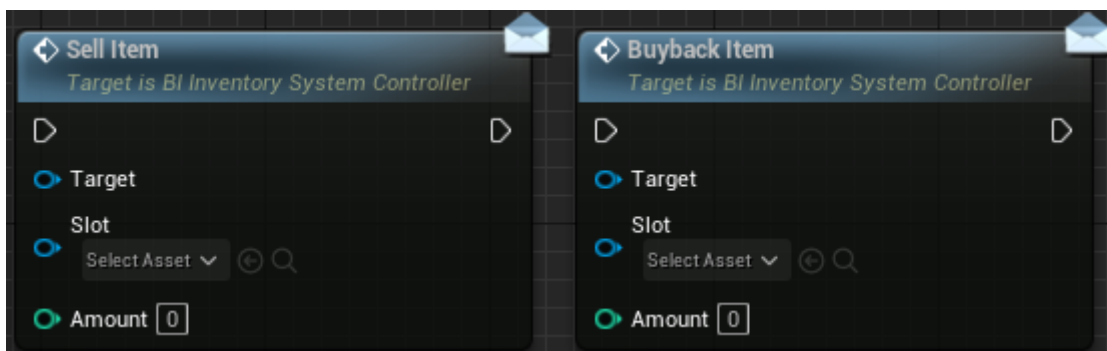 Sell Item
Target is BI Inventory System Controller
Target
Slot
Select Asset
Amount 0
Buyback Item
Target is BI Inventory System Controller
Target
Slot
Select Asset
Amount 0